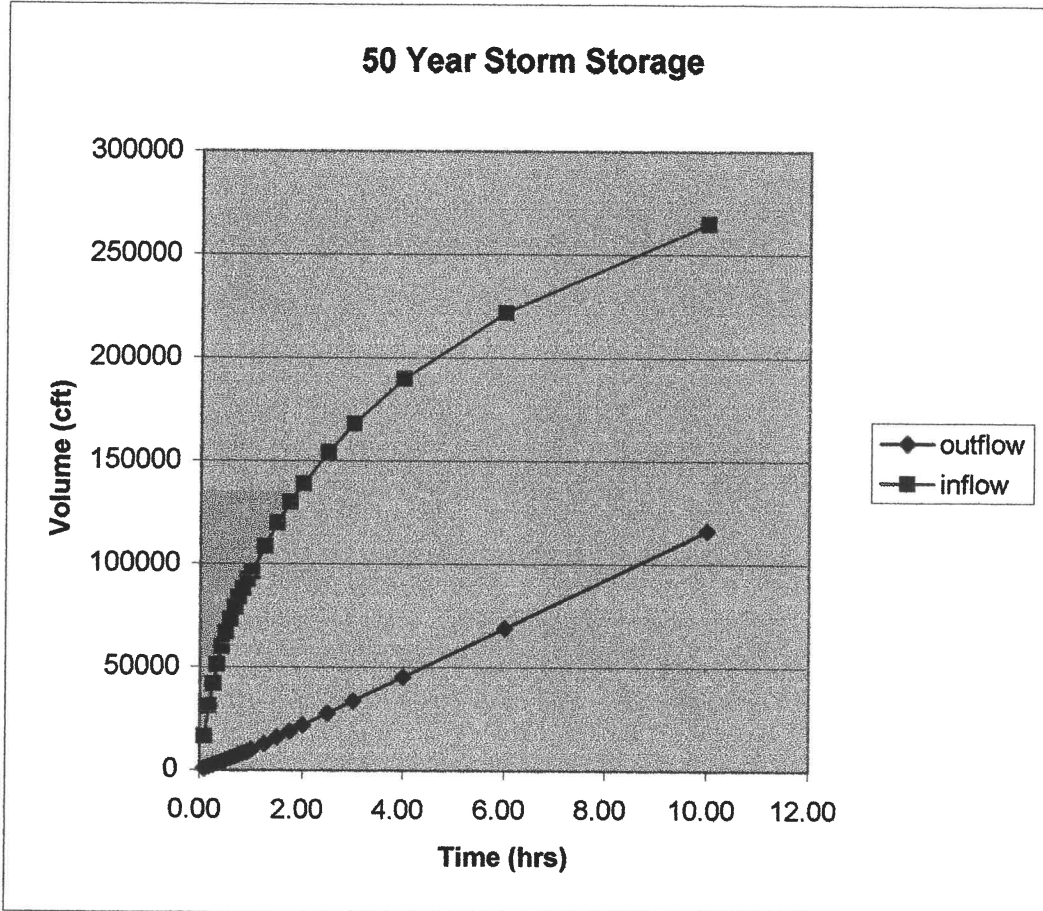 50 Year Storm Storage
300000
250000
200000
150000
100000
50000
0
Volume (cft)
0.00 2.00 4.00 6.00 8.00 10.00 12.00
Time (hrs)
outflow
inflow